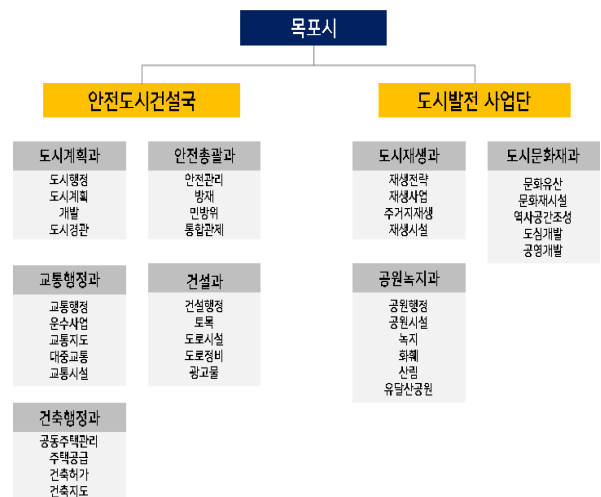 목포시
안전도시건설국
도시계획과
도시행정
도시계획
개발
도시경관
안전총괄과
안전관리
방재
민방위
통합관제
교통행정과
교통행정
운수사업
교통지도
대중교통
교통시설
건설과
건설행정
토목
도로시설
도로정비
광고물
건축행정과
공동주택관리
주택공급
건축허가
건축지도
도시발전 사업단
도시재생과
재생전략
재생사업
주거지재생
재생시설
도시문화재과
문화유산
문화재시설
역사공간조성
도심개발
공영개발
공원녹지과
공원행정
공원시설
녹지
화훼
산림
유달산공원